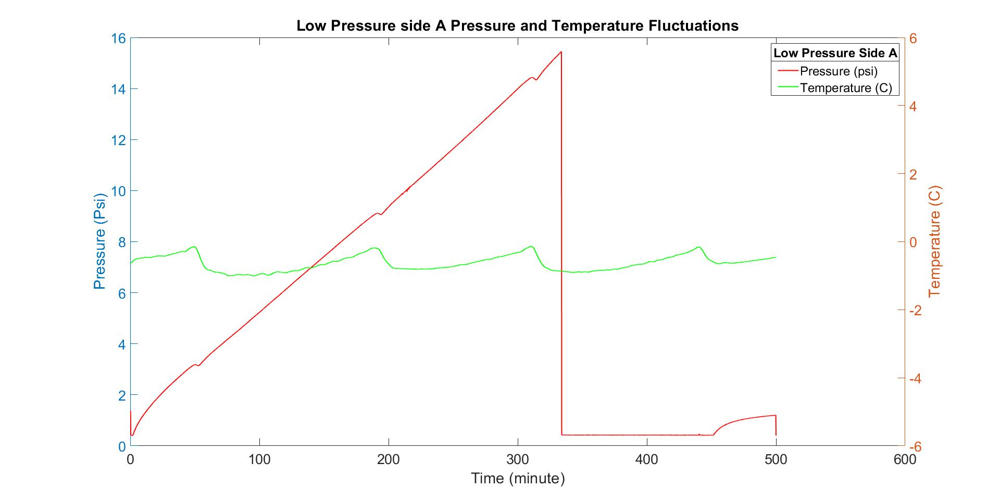 Low Pressure side A Pressure and Temperature Fluctuations
Low Pressure Side A
Pressure (psi)
Temperature (C)
Pressure (Psi)
16
14
12
10
8
6
4
2
0
Temperature (C)
6
4
2
0
-2
-4
-6
0 100 200 300 400 500 600
Time (minute)